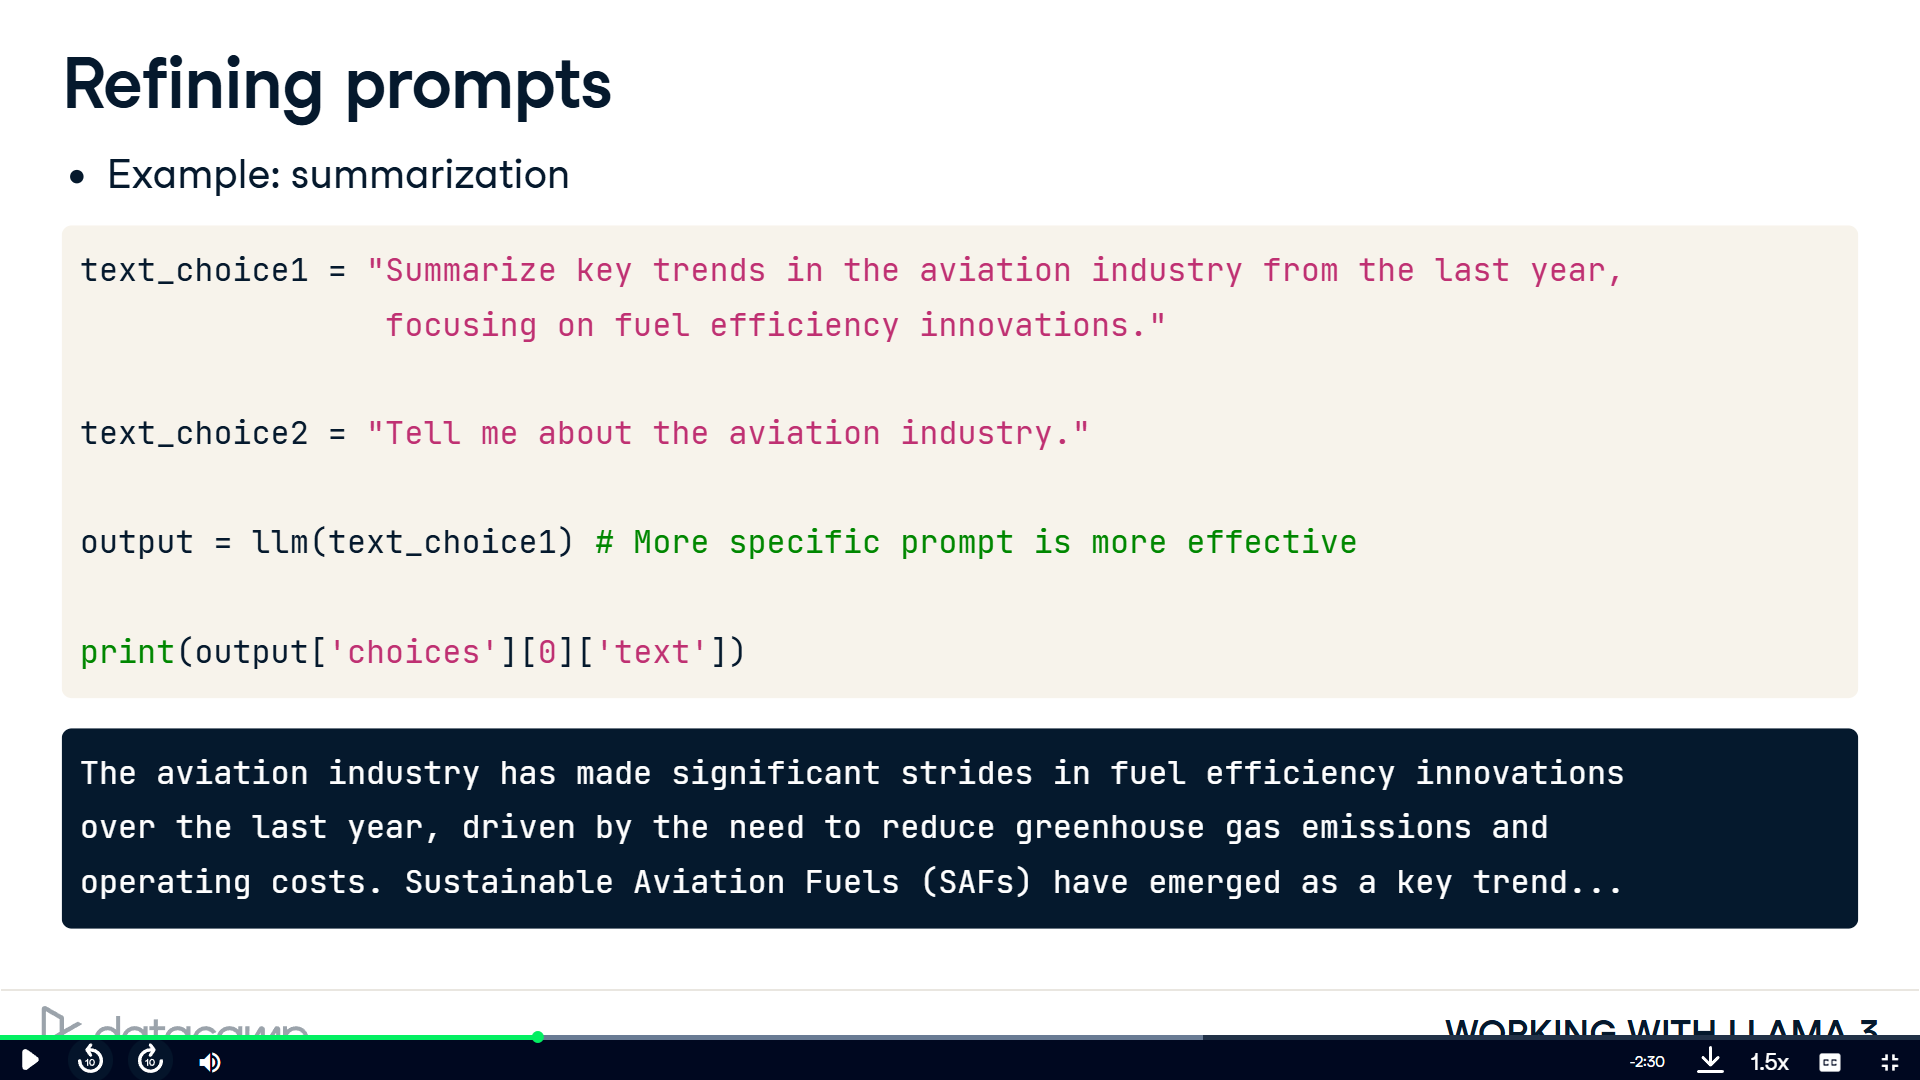 Refining prompts
• Example: summarization
text_choice1 = "Summarize key trends in the aviation industry from the last year,
focusing on fuel efficiency innovations."
text_choice2 = "Tell me about the aviation industry."
output = llm(text_choice1) # More specific prompt is more effective
print(output['choices'][0]['text'])
The aviation industry has made significant strides in fuel efficiency innovations
over the last year, driven by the need to reduce greenhouse gas emissions and
operating costs. Sustainable Aviation Fuels (SAFs) have emerged as a key trend...
datacamp
WORKING WITH LLAMA 3
10
10
-2:30
1.5x
CC